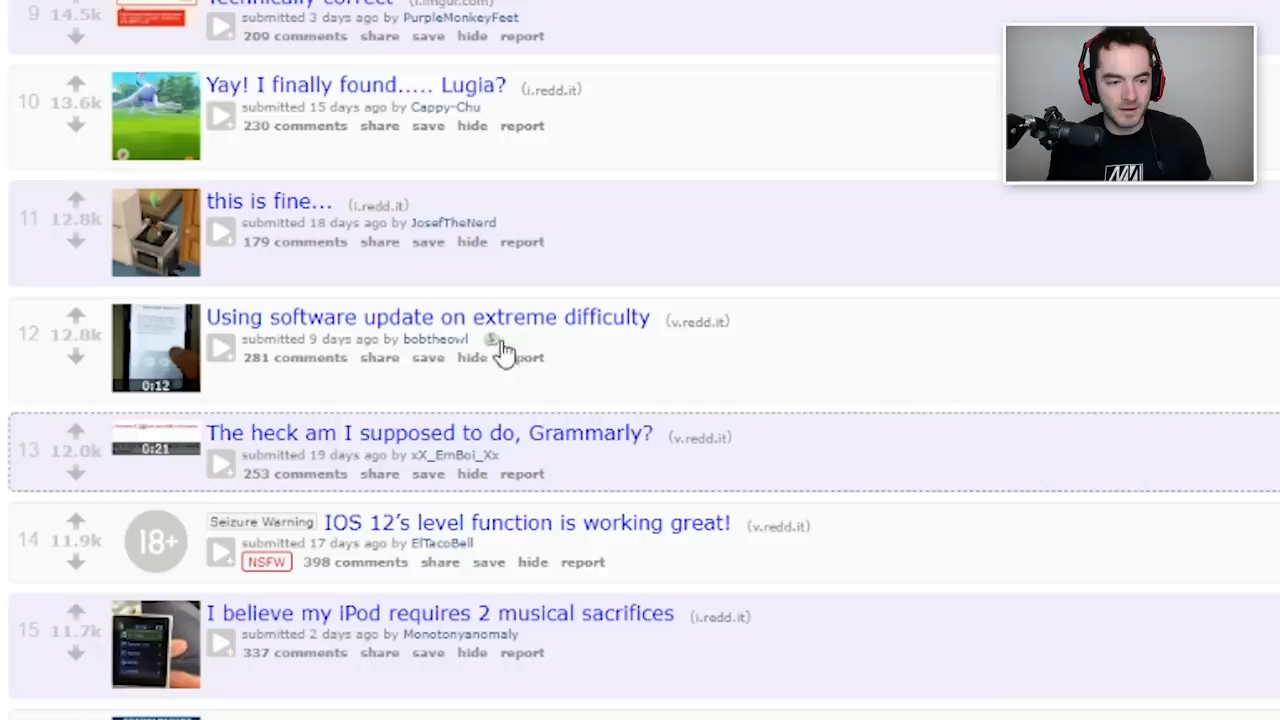 Technically correct (i.imgur.com)
9 14.5k
submitted 3 days ago by PurpleMonkeyFeet
209 comments share save hide report
Yay! I finally found..... Lugia? (i.redd.it)
10 13.6k
submitted 15 days ago by Cappy-Chu
230 comments share save hide report
this is fine... (i.redd.it)
11 12.8k
submitted 18 days ago by JosefTheNerd
179 comments share save hide report
Using software update on extreme difficulty (v.redd.it)
12 12.8k
submitted 9 days ago by bobtheowl
281 comments share save hide report
0:12
The heck am I supposed to do, Grammarly? (v.redd.it)
13 12.0k
0:21
submitted 19 days ago by xX_EmBoi_Xx
253 comments share save hide report
Seizure Warning IOS 12's level function is working great! (v.redd.it)
14 11.9k 18+
submitted 17 days ago by ElTacoBell
NSFW 398 comments share save hide report
I believe my iPod requires 2 musical sacrifices (i.redd.it)
15 11.7k
submitted 2 days ago by Monotonyanomaly
337 comments share save hide report